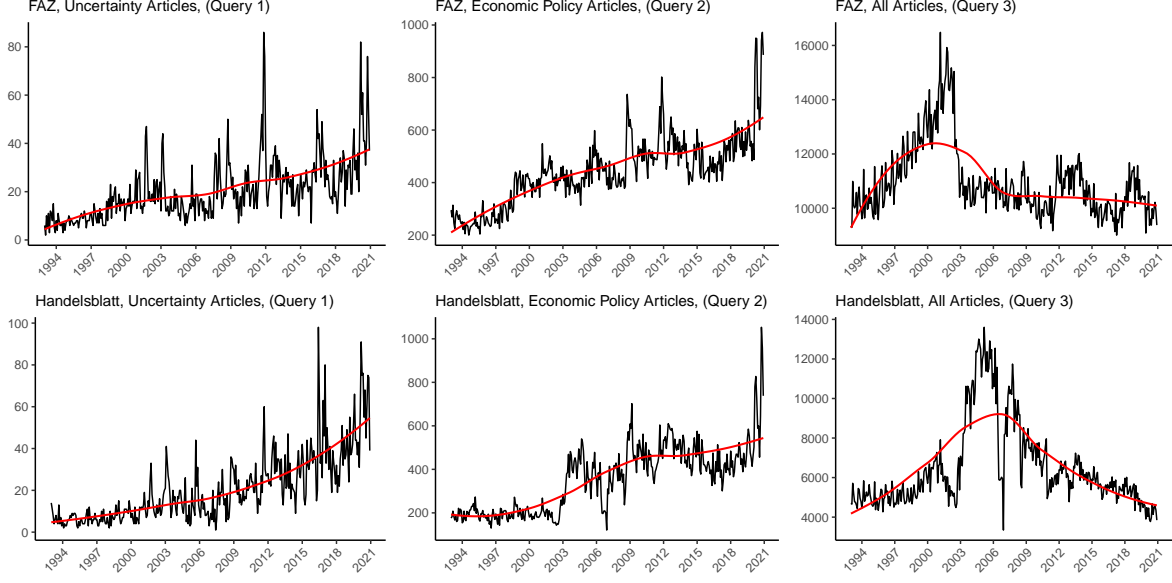 FAZ, Uncertainty Articles, (Query 1)
80
60
40
20
0
1994 1997 2000 2003 2006 2009 2012 2015 2018 2021
FAZ, Economic Policy Articles, (Query 2)
1000
800
600
400
200
1994 1997 2000 2003 2006 2009 2012 2015 2018 2021
FAZ, All Articles, (Query 3)
16000
14000
12000
10000
1994 1997 2000 2003 2006 2009 2012 2015 2018 2021
Handelsblatt, Uncertainty Articles, (Query 1)
100
80
60
40
20
0
1994 1997 2000 2003 2006 2009 2012 2015 2018 2021
Handelsblatt, Economic Policy Articles, (Query 2)
1000
800
600
400
200
1994 1997 2000 2003 2006 2009 2012 2015 2018 2021
Handelsblatt, All Articles, (Query 3)
14000
12000
10000
8000
6000
4000
1994 1997 2000 2003 2006 2009 2012 2015 2018 2021